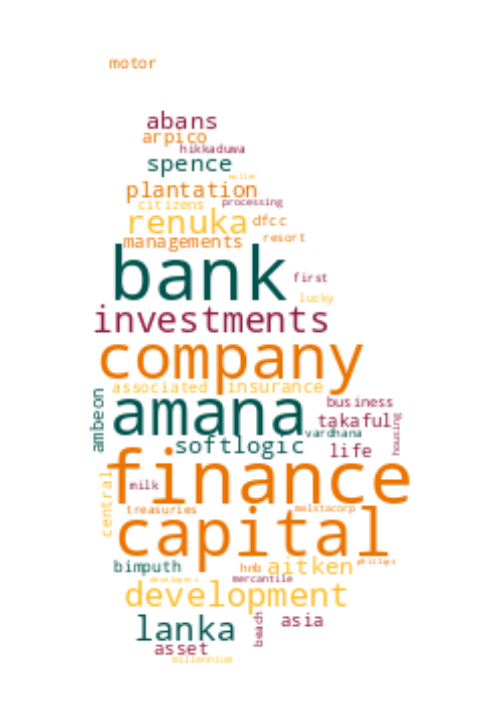 motor
abans
arpico
hikkaduwa
spence
plantation
citizens processing
renuka dfcc
managements resort
bank
first
lucky
investments
company
associated insurance
ambeon
amana
business
takaful
housing
vardhana
softlogic life
finance
central
milk
treasuries melstacorp
capital
bimputh hnb aitken phillips
developers mercantile
development
lanka
beach
asia
asset
millennium